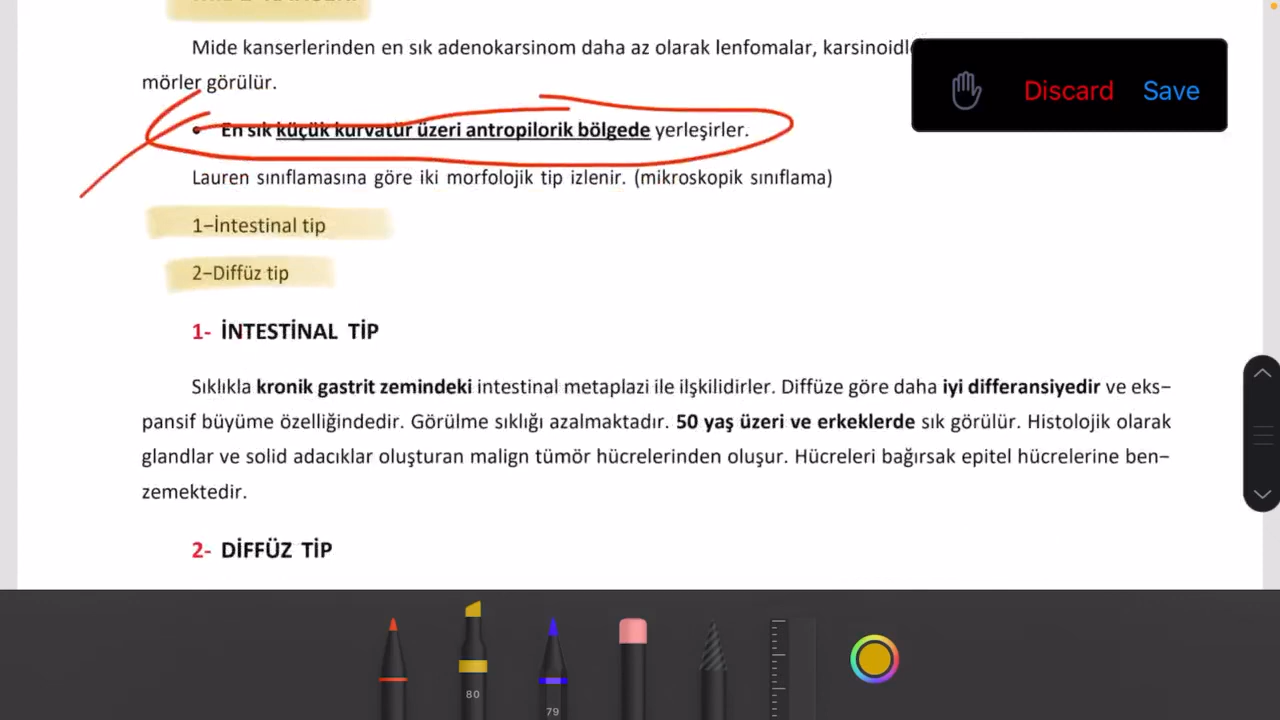 Mide kanserlerinden en sık adenokarsinom daha az olarak lenfomalar,
Discard Save
mörler görülür.
• En sık küçük kurvatür üzeri antropilorik bölgede yerleşirler.
Lauren sınıflamasına göre iki morfolojik tip izlenir. (mikroskopik sınıflama)
1–İntestinal tip
2–Diffüz tip
1- İNTESTİNAL TİP
Sıklıkla kronik gastrit zemindeki intestinal metaplazi ile ilşkilidirler. Diffüze göre daha iyi differansiyedir ve eks–
pansif büyüme özelliğindedir. Görülme sıklığı azalmaktadır. 50 yaş üzeri ve erkeklerde sık görülür. Histolojik olarak
glandlar ve solid adacıklar oluşturan malign tümör hücrelerinden oluşur. Hücreleri bağırsak epitel hücrelerine ben–
zemektedir.
2- DİFFÜZ TİP
80
79